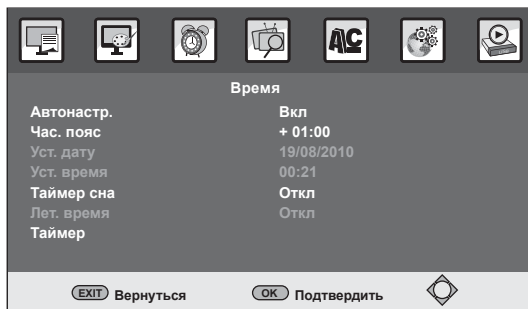 AC
Время
Автонастр. Вкл
Час. пояс + 01:00
Уст. дату 19/08/2010
Уст. время 00:21
Таймер сна Откл
Лет. время Откл
Таймер
EXIT Вернуться OK Подтвердить